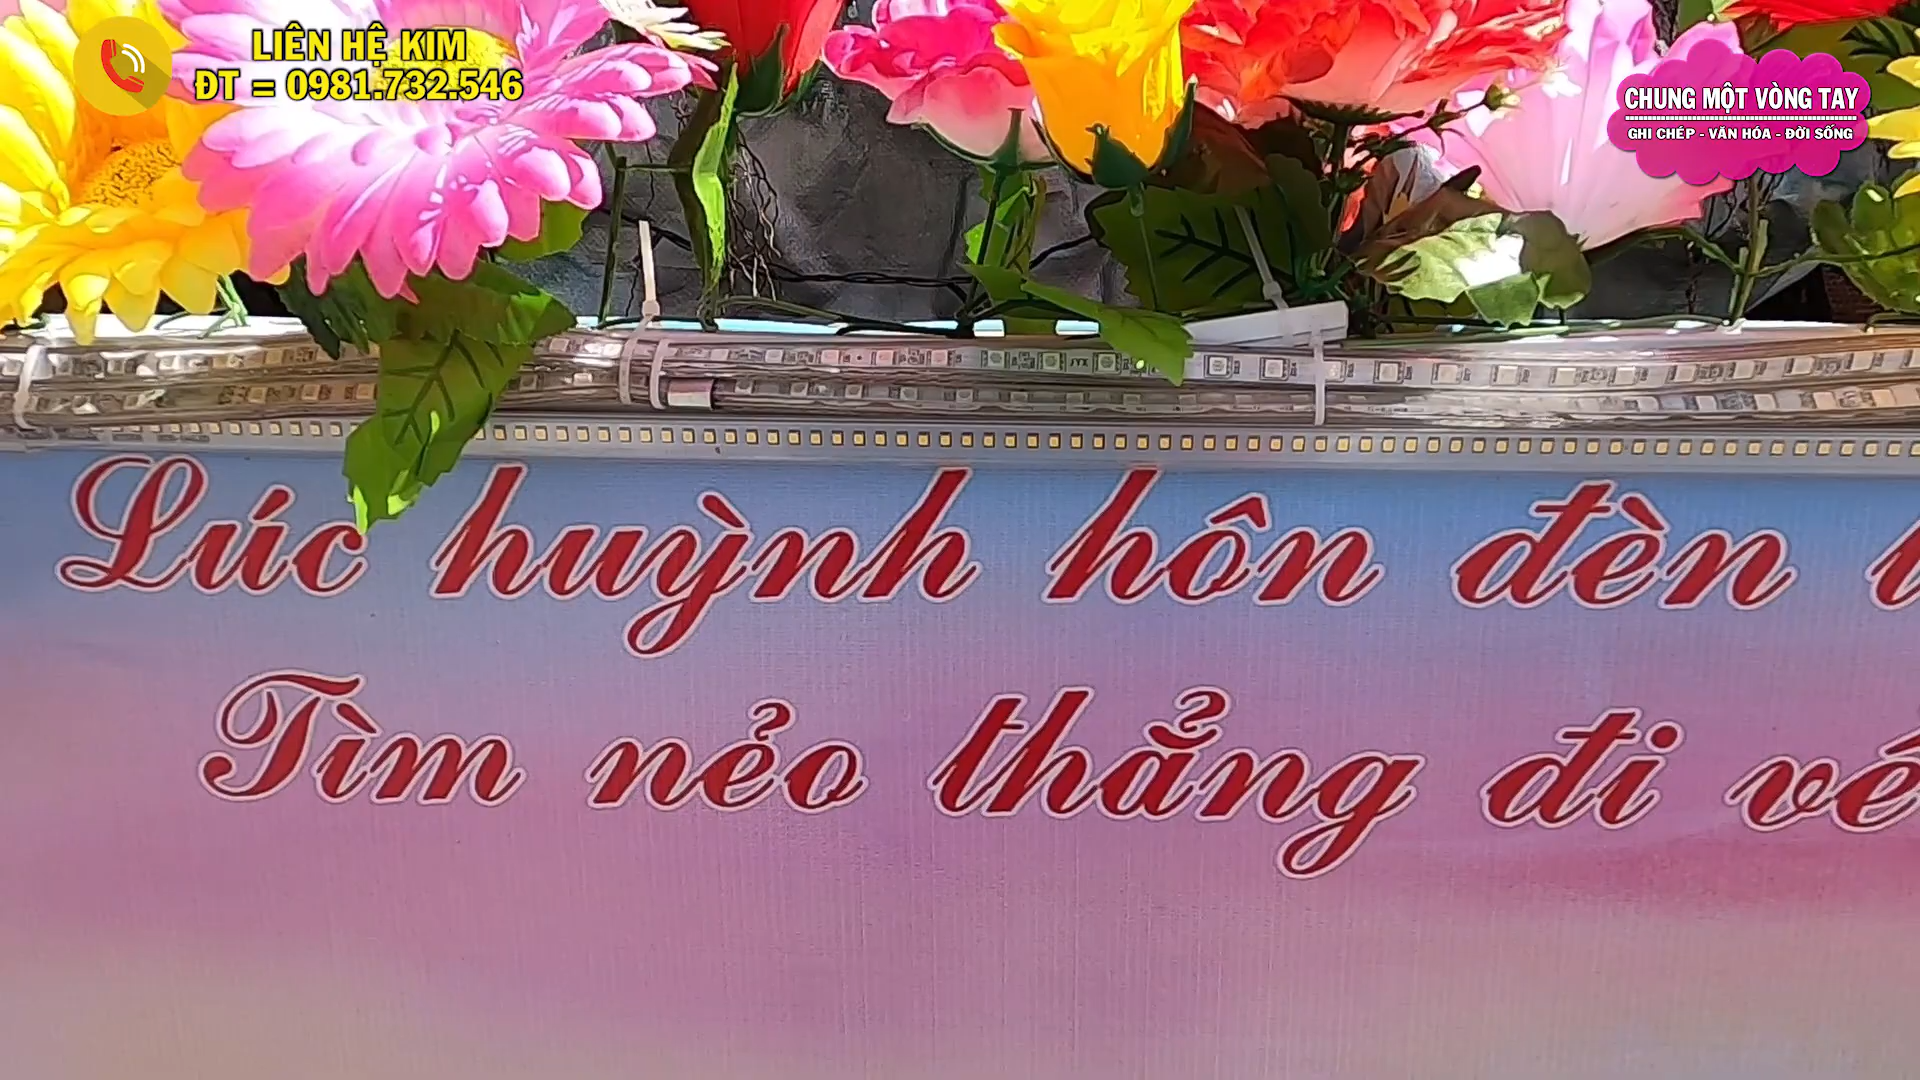 LIÊN HỆ KIM
ĐT = 0981.732.546
CHUNG MỘT VÒNG TAY
GHI CHÉP - VĂN HÓA - ĐỜI SỐNG
Lúc huỳnh hôn đèn
Tìm nẻo thẳng đi